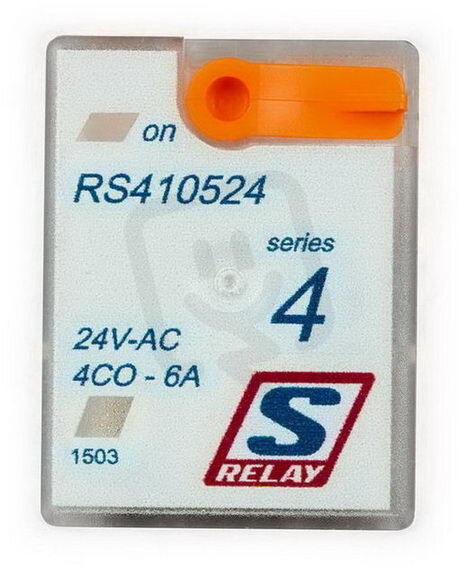 on
RS410524
series
4
24V-AC
4CO - 6A
1503
S
RELAY